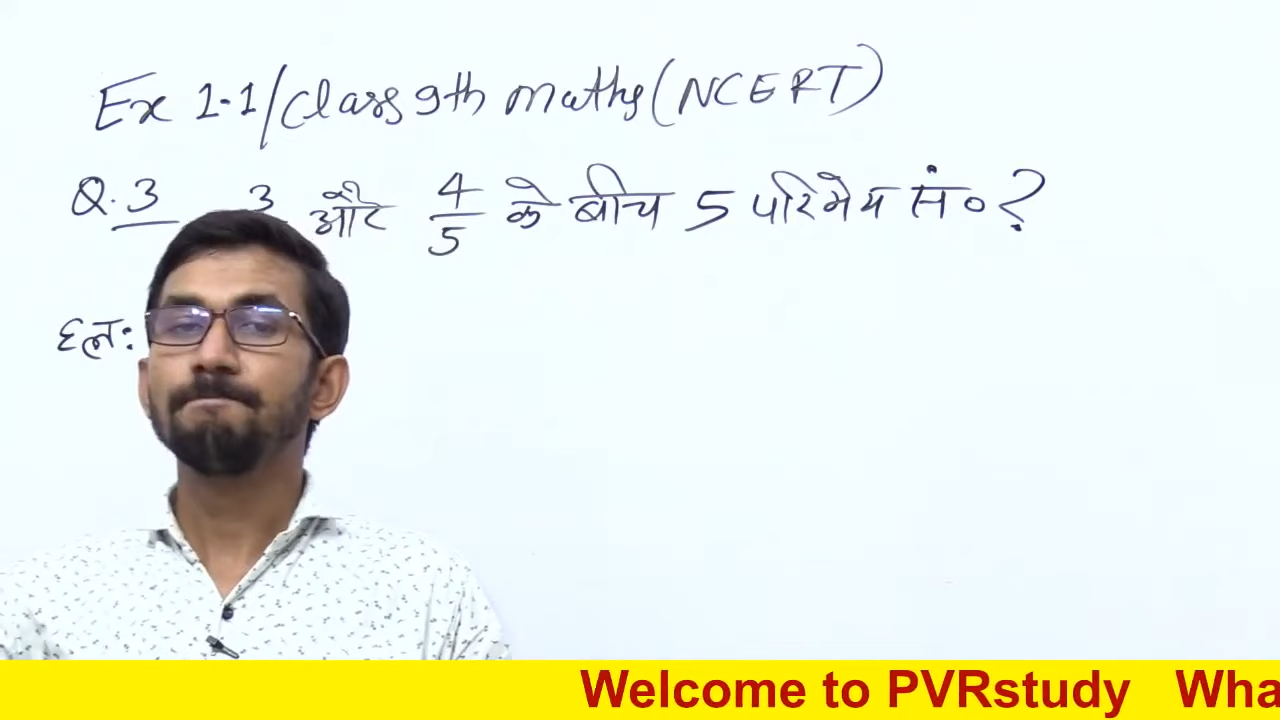 Ex 1.1/Class 9th maths (NCERT)
Q.3 3 और 4/5 के बीच 5 परिमेय सं० ?
हल:
Welcome to PVRstudy Wha